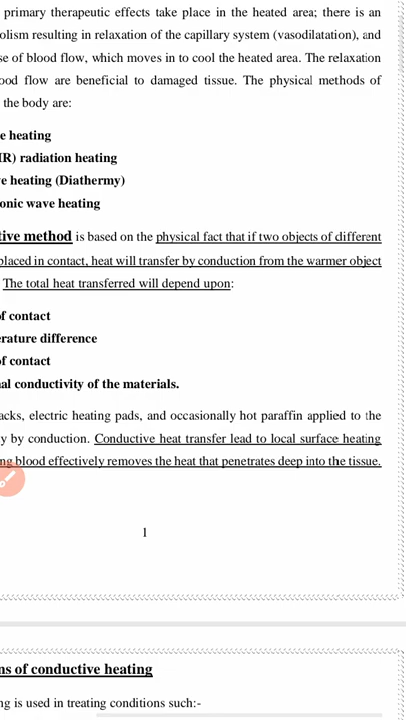 primary therapeutic effects take place in the heated area; there is an
olism resulting in relaxation of the capillary system (vasodilatation), and
se of blood flow, which moves in to cool the heated area. The relaxation
ood flow are beneficial to damaged tissue. The physical methods of
the body are:
e heating
IR) radiation heating
e heating (Diathermy)
onic wave heating
tive method is based on the physical fact that if two objects of different
placed in contact, heat will transfer by conduction from the warmer object
The total heat transferred will depend upon:
of contact
erature difference
of contact
nal conductivity of the materials.
acks, electric heating pads, and occasionally hot paraffin applied to the
y by conduction. Conductive heat transfer lead to local surface heating
ng blood effectively removes the heat that penetrates deep into the tissue.
1
ns of conductive heating
ng is used in treating conditions such:-